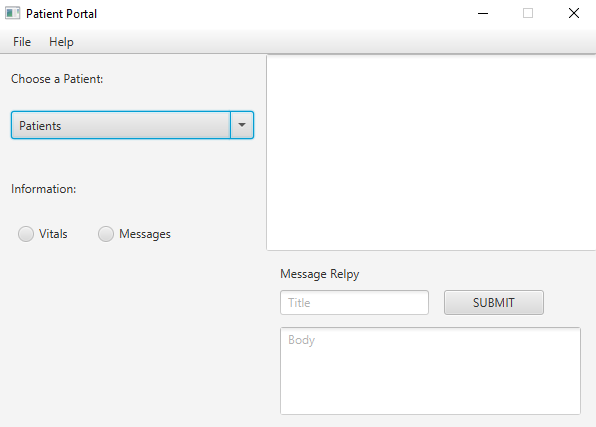 Patient Portal
File Help
Choose a Patient:
Patients
Information:
Vitals Messages
Message Relpy
Title
SUBMIT
Body